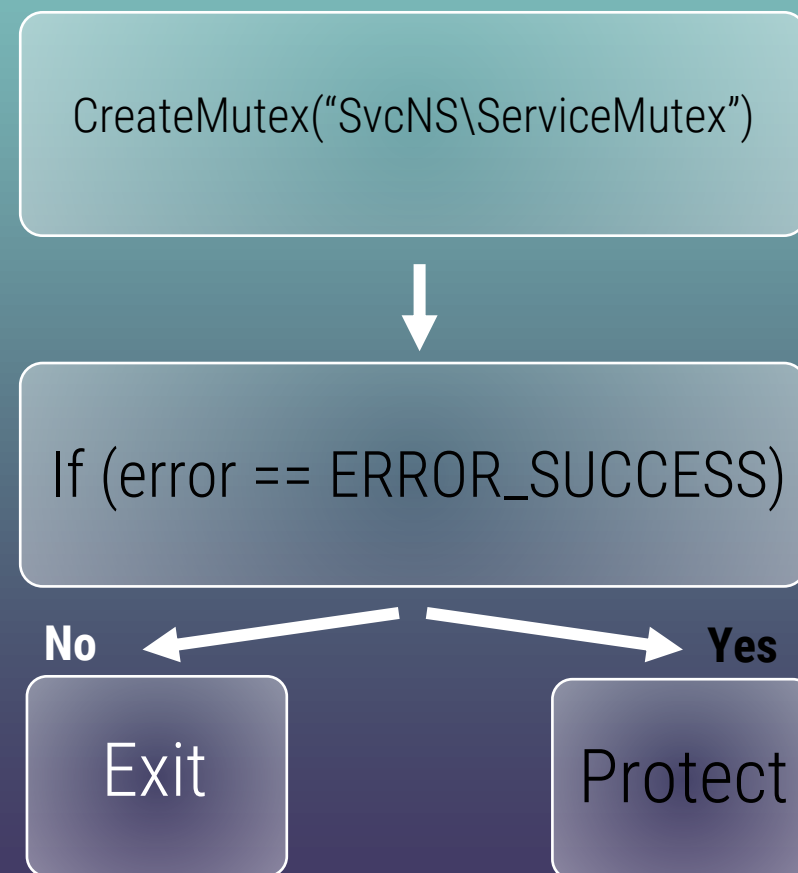 CreateMutex(“SvcNS\ServiceMutex”)
If (error == ERROR_SUCCESS)
No
Yes
Exit
Protect